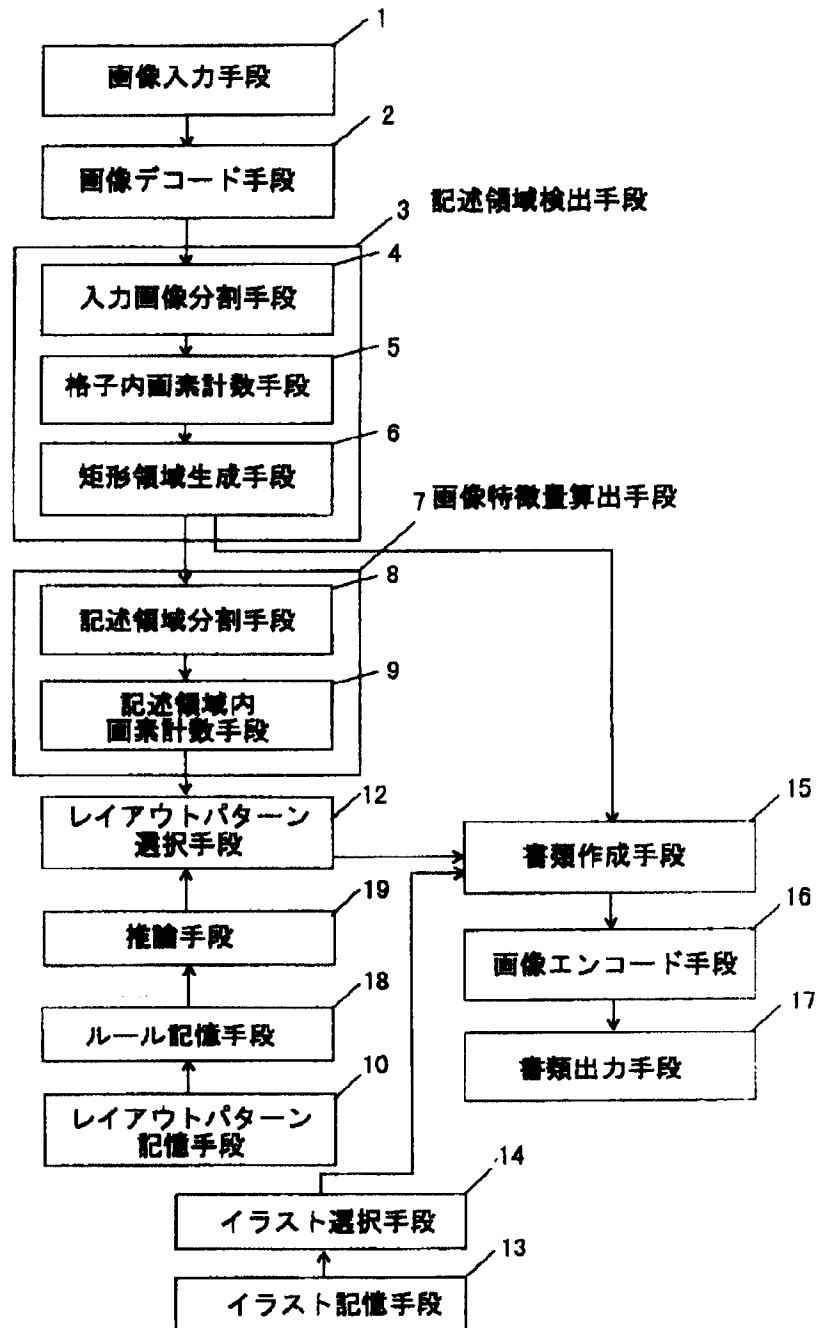 1
画像入力手段
2
画像デコード手段
3 記述領域検出手段
4
入力画像分割手段
5
格子内画素計数手段
6
矩形領域生成手段
7 画像特徴量算出手段
8
記述領域分割手段
9
記述領域内
画素計数手段
12
レイアウトパターン
選択手段
19
推論手段
18
ルール記憶手段
10
レイアウトパターン
記憶手段
15
書類作成手段
16
画像エンコード手段
17
書類出力手段
14
イラスト選択手段
13
イラスト記憶手段